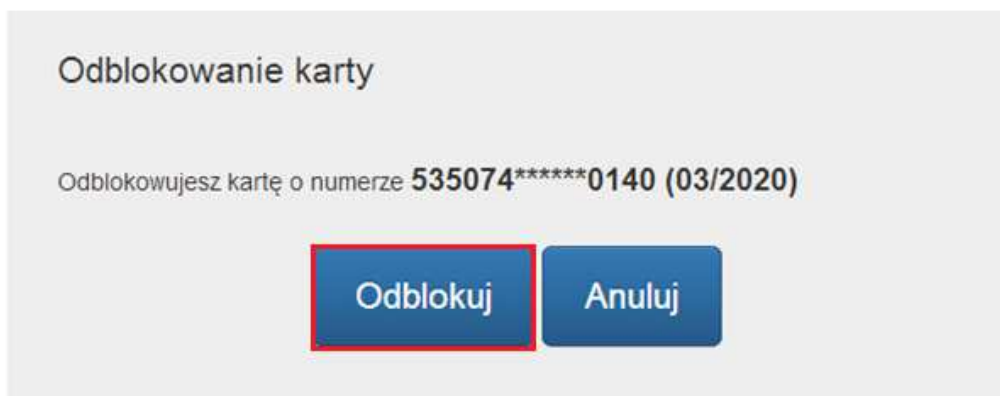 Odblokowanie karty
Odblokowujesz kartę o numerze 535074******0140 (03/2020)
Odblokuj Anuluj